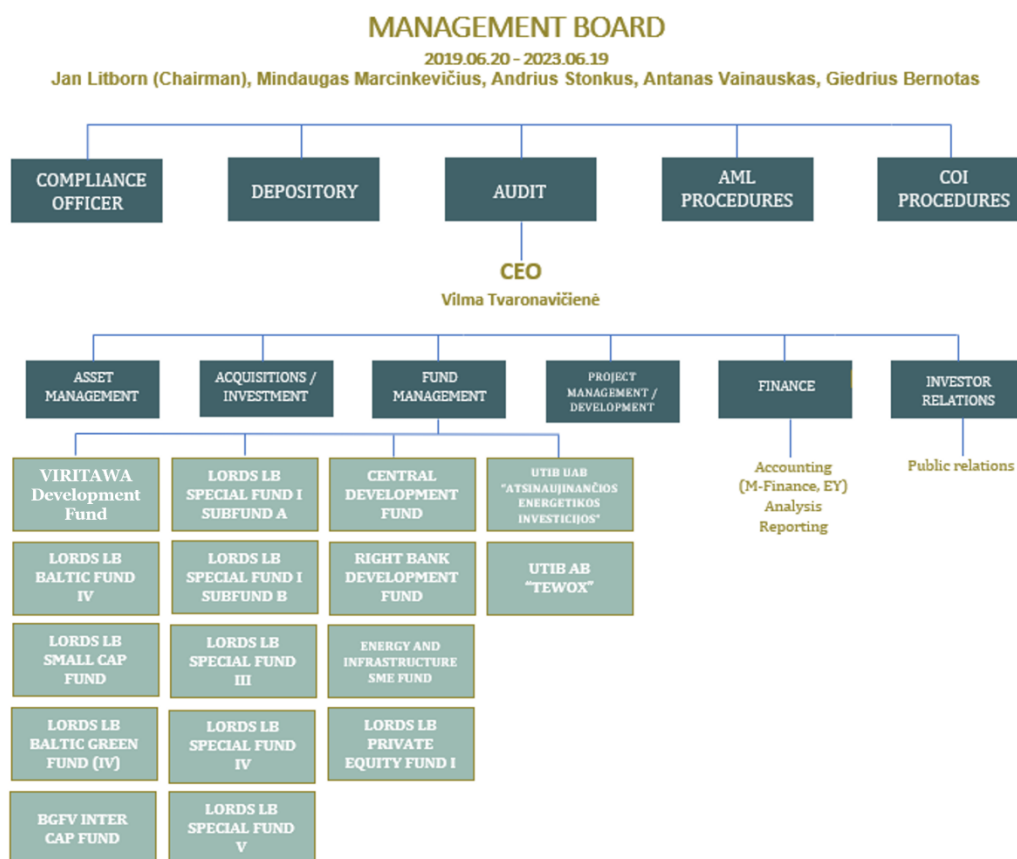 MANAGEMENT BOARD
2019.06.20 - 2023.06.19
Jan Litborn (Chairman), Mindaugas Marcinkevičius, Andrius Stonkus, Antanas Vainauskas, Giedrius Bernotas
COMPLIANCE
OFFICER
DEPOSITORY
AUDIT
AML
PROCEDURES
COI
PROCEDURES
CEO
Vilma Tvaronavičienė
ASSET
MANAGEMENT
ACQUISITIONS /
INVESTMENT
FUND
MANAGEMENT
PROJECT
MANAGEMENT /
DEVELOPMENT
FINANCE
INVESTOR
RELATIONS
VIRITAWA
Development
Fund
LORDS LB
BALTIC FUND
IV
LORDS LB
SMALL CAP
FUND
LORDS LB
BALTIC GREEN
FUND (IV)
BGFV INTER
CAP FUND
LORDS LB
SPECIAL FUND I
SUBFUND A
LORDS LB
SPECIAL FUND I
SUBFUND B
LORDS LB
SPECIAL FUND
III
LORDS LB
SPECIAL FUND
IV
LORDS LB
SPECIAL FUND
V
CENTRAL
DEVELOPMENT
FUND
RIGHT BANK
DEVELOPMENT
FUND
ENERGY AND
INFRASTRUCTURE
SME FUND
LORDS LB
PRIVATE
EQUITY FUND I
UTIB UAB
"ATSINAUJINANČIOS
ENERGETIKOS
INVESTICIJOS"
UTIB AB
"TEWOX"
Accounting
(M-Finance, EY)
Analysis
Reporting
Public relations